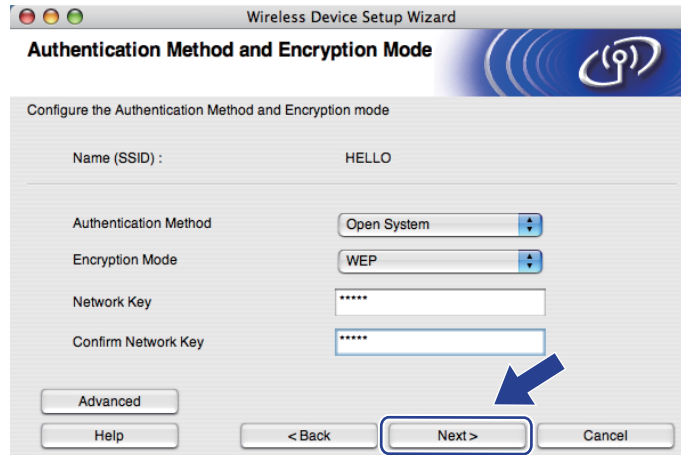 Wireless Device Setup Wizard
Authentication Method and Encryption Mode
Configure the Authentication Method and Encryption mode
Name (SSID) : HELLO
Authentication Method Open System
Encryption Mode WEP
Network Key *****
Confirm Network Key *****
Advanced
Help < Back Next > Cancel